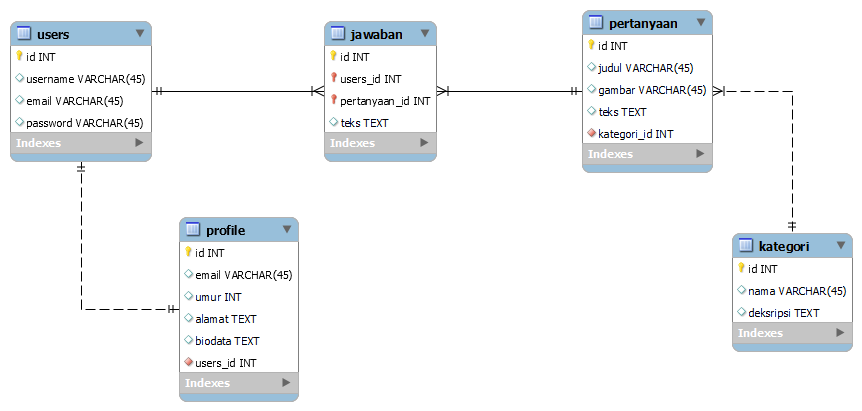 users
id INT
username VARCHAR(45)
email VARCHAR(45)
password VARCHAR(45)
Indexes
jawaban
id INT
users_id INT
pertanyaan_id INT
teks TEXT
Indexes
pertanyaan
id INT
judul VARCHAR(45)
gambar VARCHAR(45)
teks TEXT
kategori_id INT
Indexes
profile
id INT
email VARCHAR(45)
umur INT
alamat TEXT
biodata TEXT
users_id INT
Indexes
kategori
id INT
nama VARCHAR(45)
deksripsi TEXT
Indexes